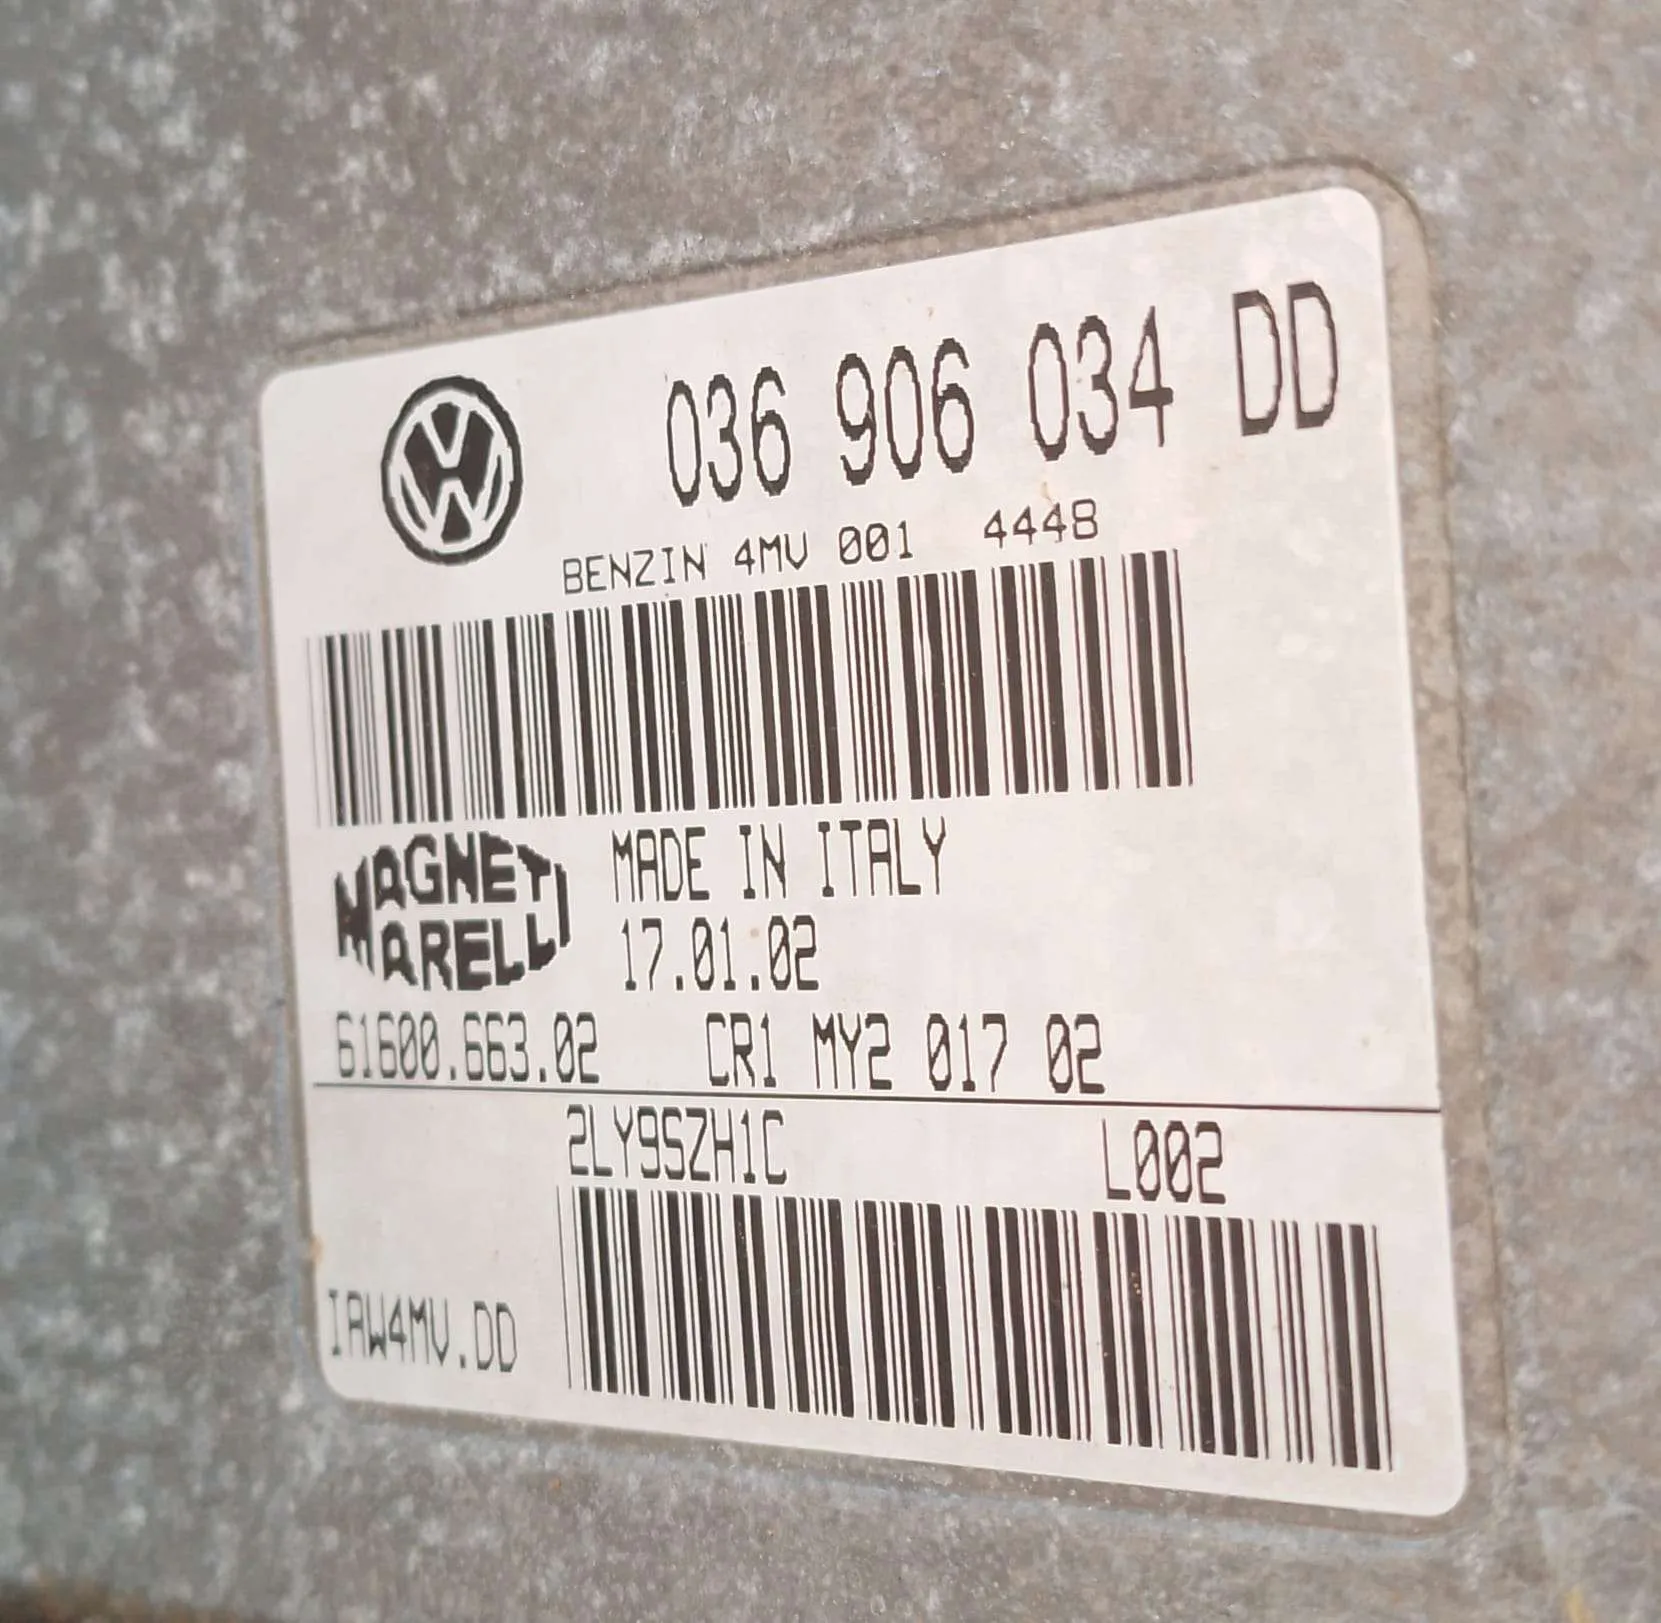 036 906 034 DD
BENZIN 4MV 001 4448
MAGNETI MARELLI
MADE IN ITALY
17.01.02
61600.663.02 CR1 MY2 017 02
2LY9SZH1C L002
IAW4MV.DD